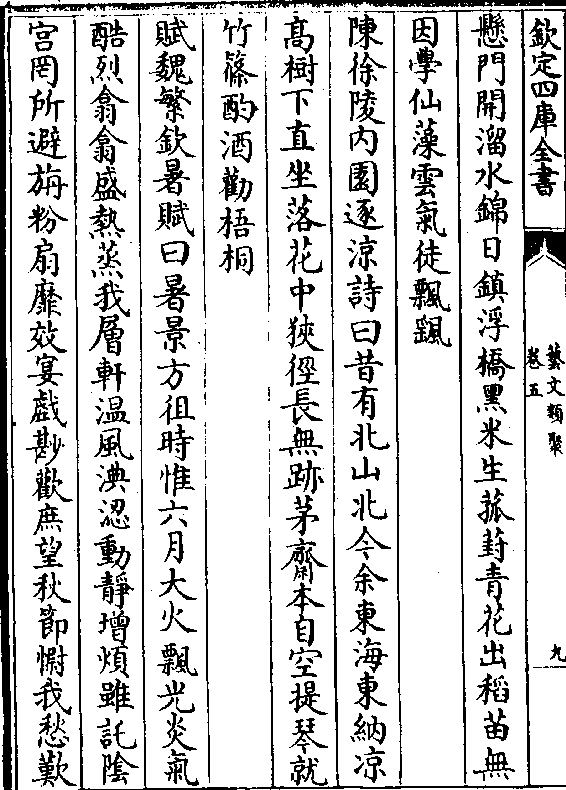 欽定四庫全書
藝文類聚
卷五
九
懸門開溜水錦日鎮浮橋黑米生菰葑青花出稻苗無
因學仙藻雲氣徒飄颻
陳徐陵内園逐涼詩曰昔有北山北今余東海東納凉
髙樹下直坐落花中狹徑長無跡茅齋本自空提琴就
竹篠酌酒勸梧桐
賦魏繁欽暑賦曰暑景方徂時惟六月大火飄光炎氣
酷烈翕翕盛熱蒸我層軒温風淟涊動靜增煩雖託陰
宫罔所避旃粉扇靡效宴戲尠歡庶望秋節慰我愁歎